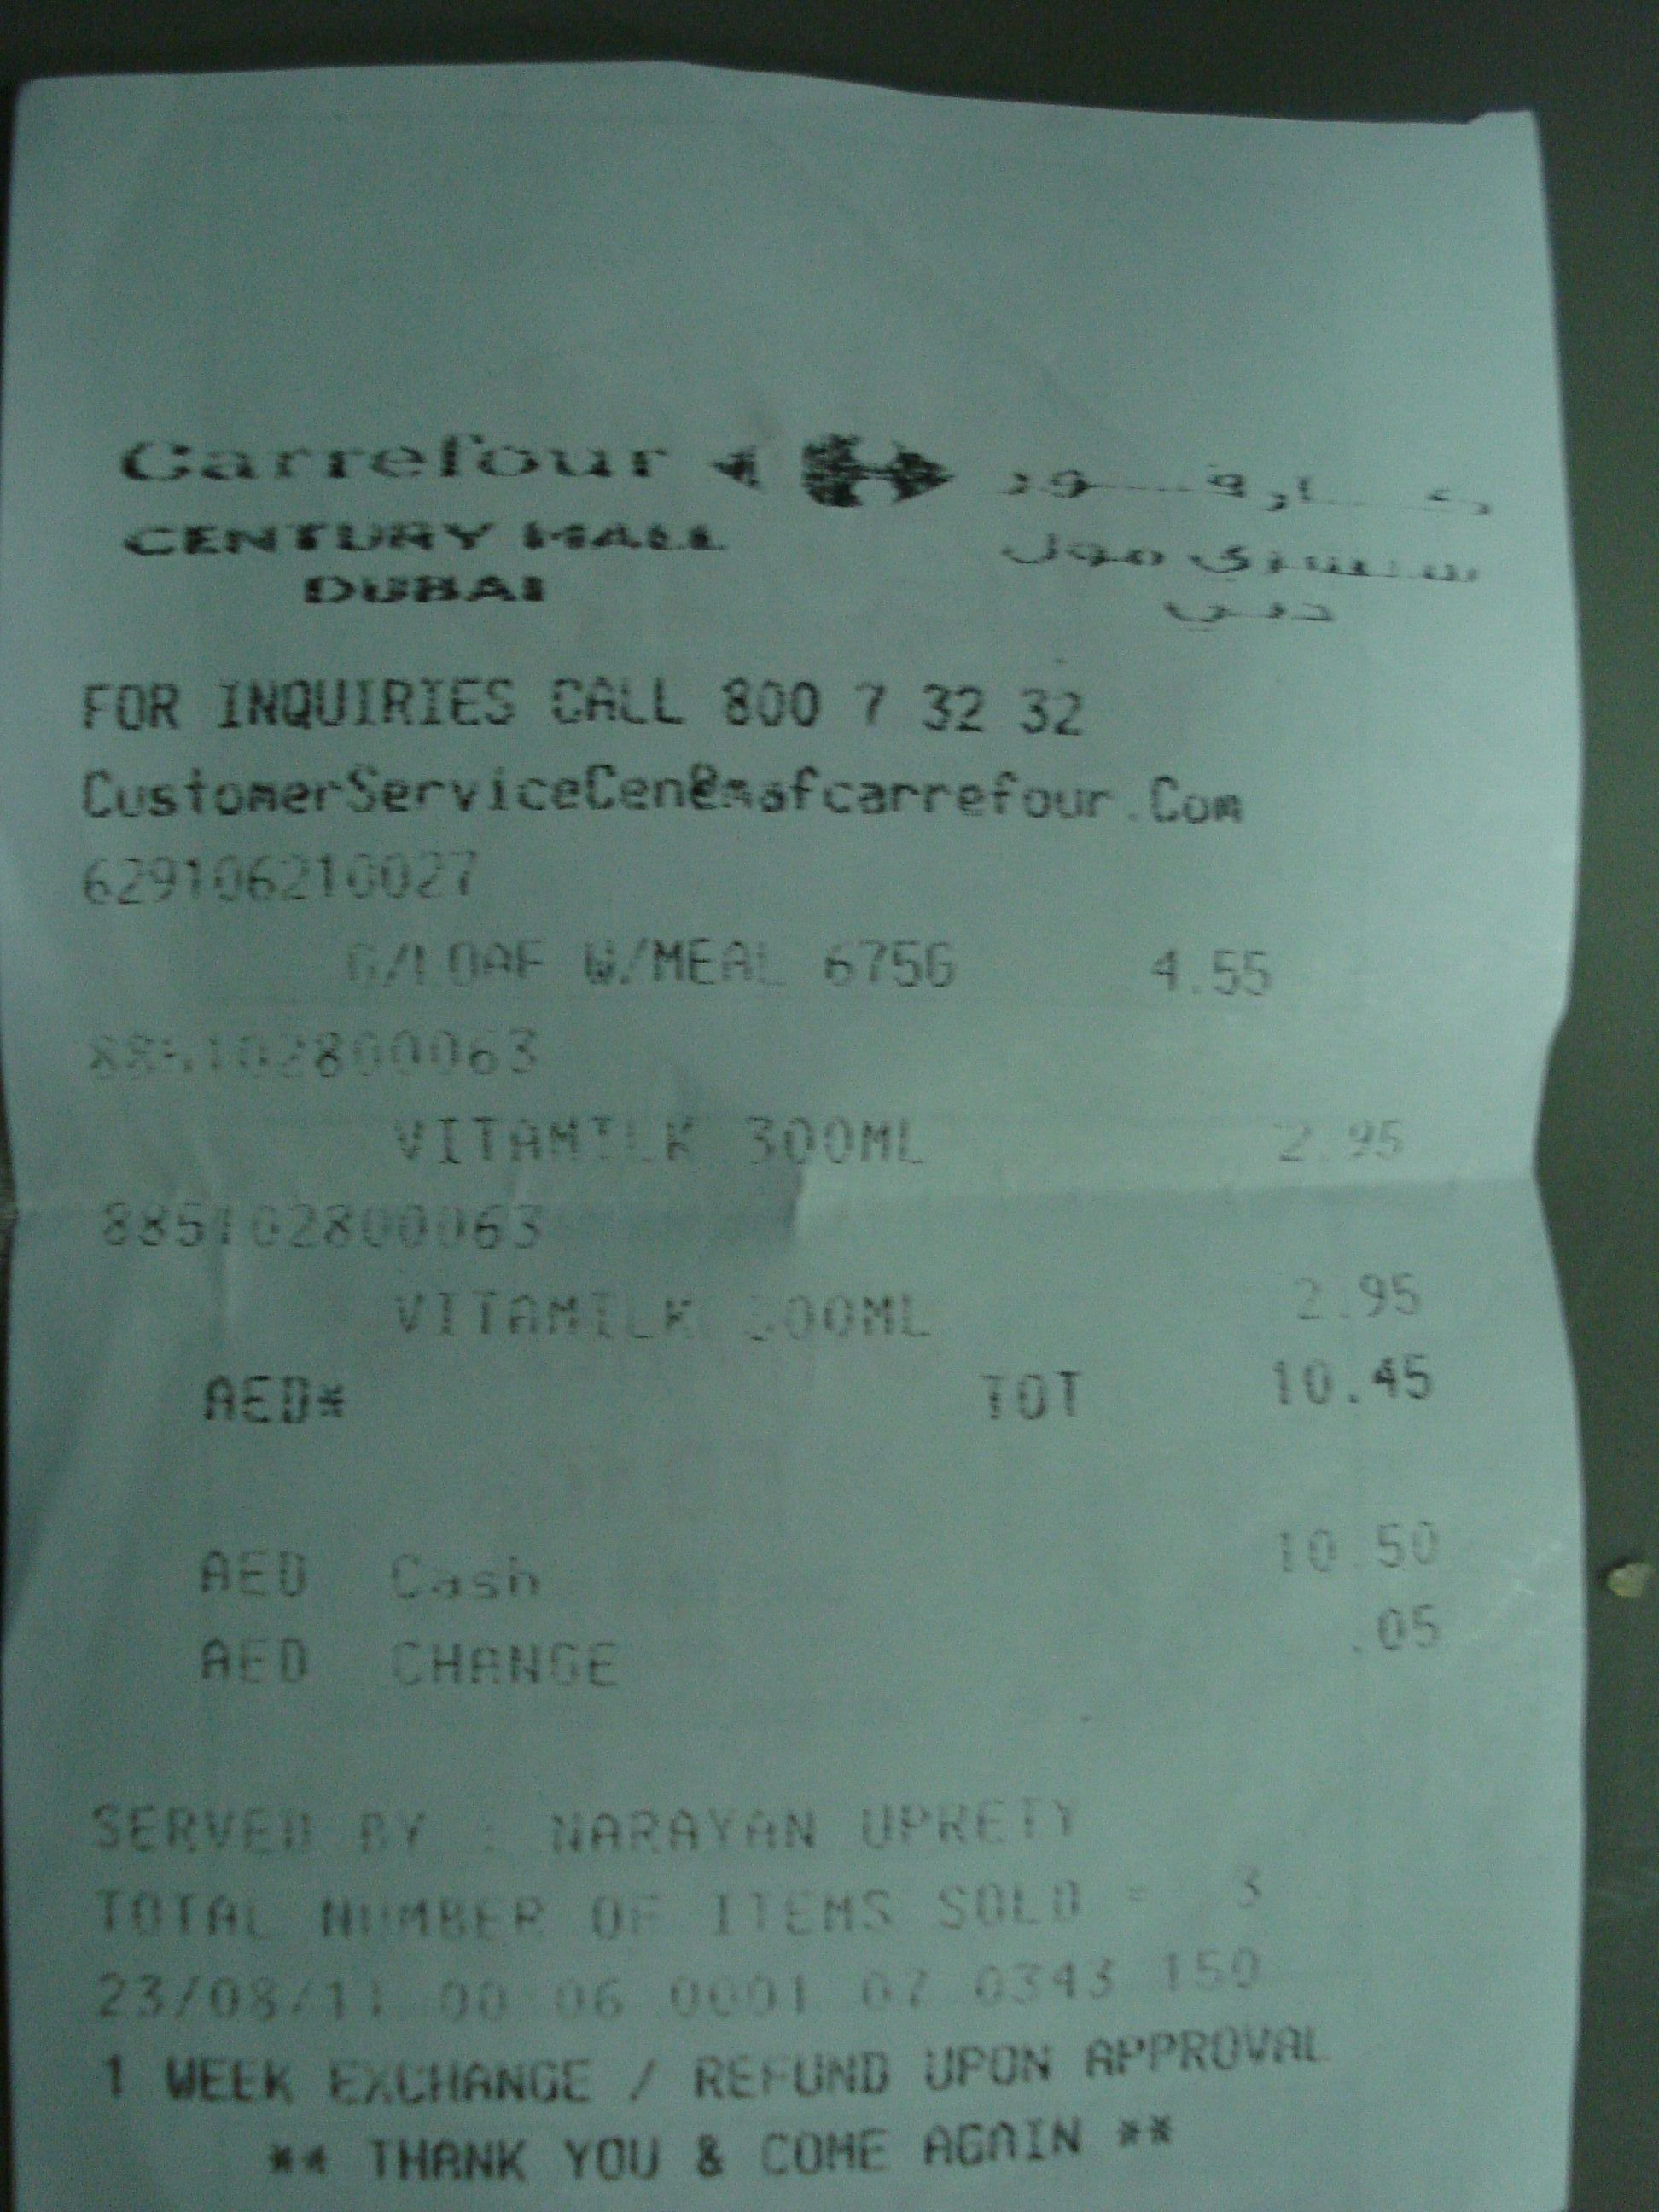 Carrefour كارفور
CENTURY MALL سنشري مول
DUBAI دبي
FOR INQUIRIES CALL 800 7 32 32
CustomerServiceCen@mafcarrefour.Com
629106210027
G/LOAF W/MEAL 675G 4.55
885102800063
VITAMILK 300ML 2.95
885102800063
VITAMILK 300ML 2.95
AED* TOT 10.45
AED Cash 10.50
AED CHANGE .05
SERVED BY : NARAYAN UPRETY
TOTAL NUMBER OF ITEMS SOLD = 3
23/08/11 00 06 0001 07 0343 150
1 WEEK EXCHANGE / REFUND UPON APPROVAL
** THANK YOU & COME AGAIN **